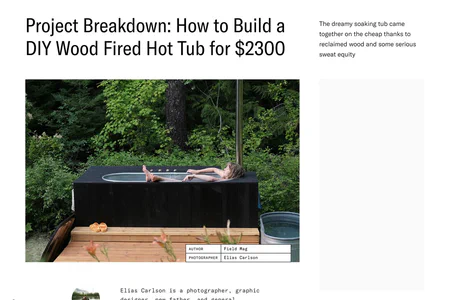 Project Breakdown: How to Build a
DIY Wood Fired Hot Tub for $2300
The dreamy soaking tub came
together on the cheap thanks to
reclaimed wood and some serious
sweat equity
AUTHOR Field Mag
PHOTOGRAPHER Elias Carlson
Elias Carlson is a photographer, graphic
designer, new father, and general